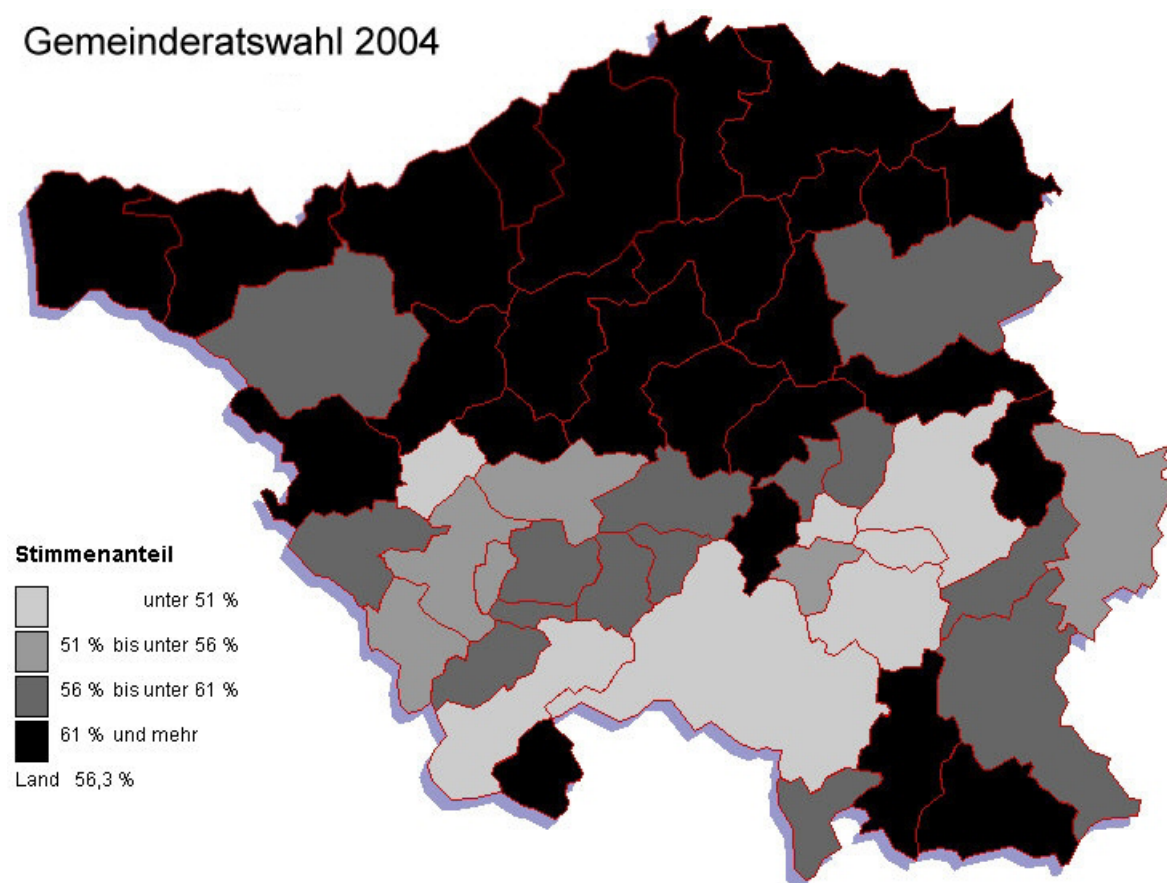 Gemeinderatswahl 2004
Stimmenanteil
unter 51 %
51 % bis unter 56 %
56 % bis unter 61 %
61 % und mehr
Land 56,3 %